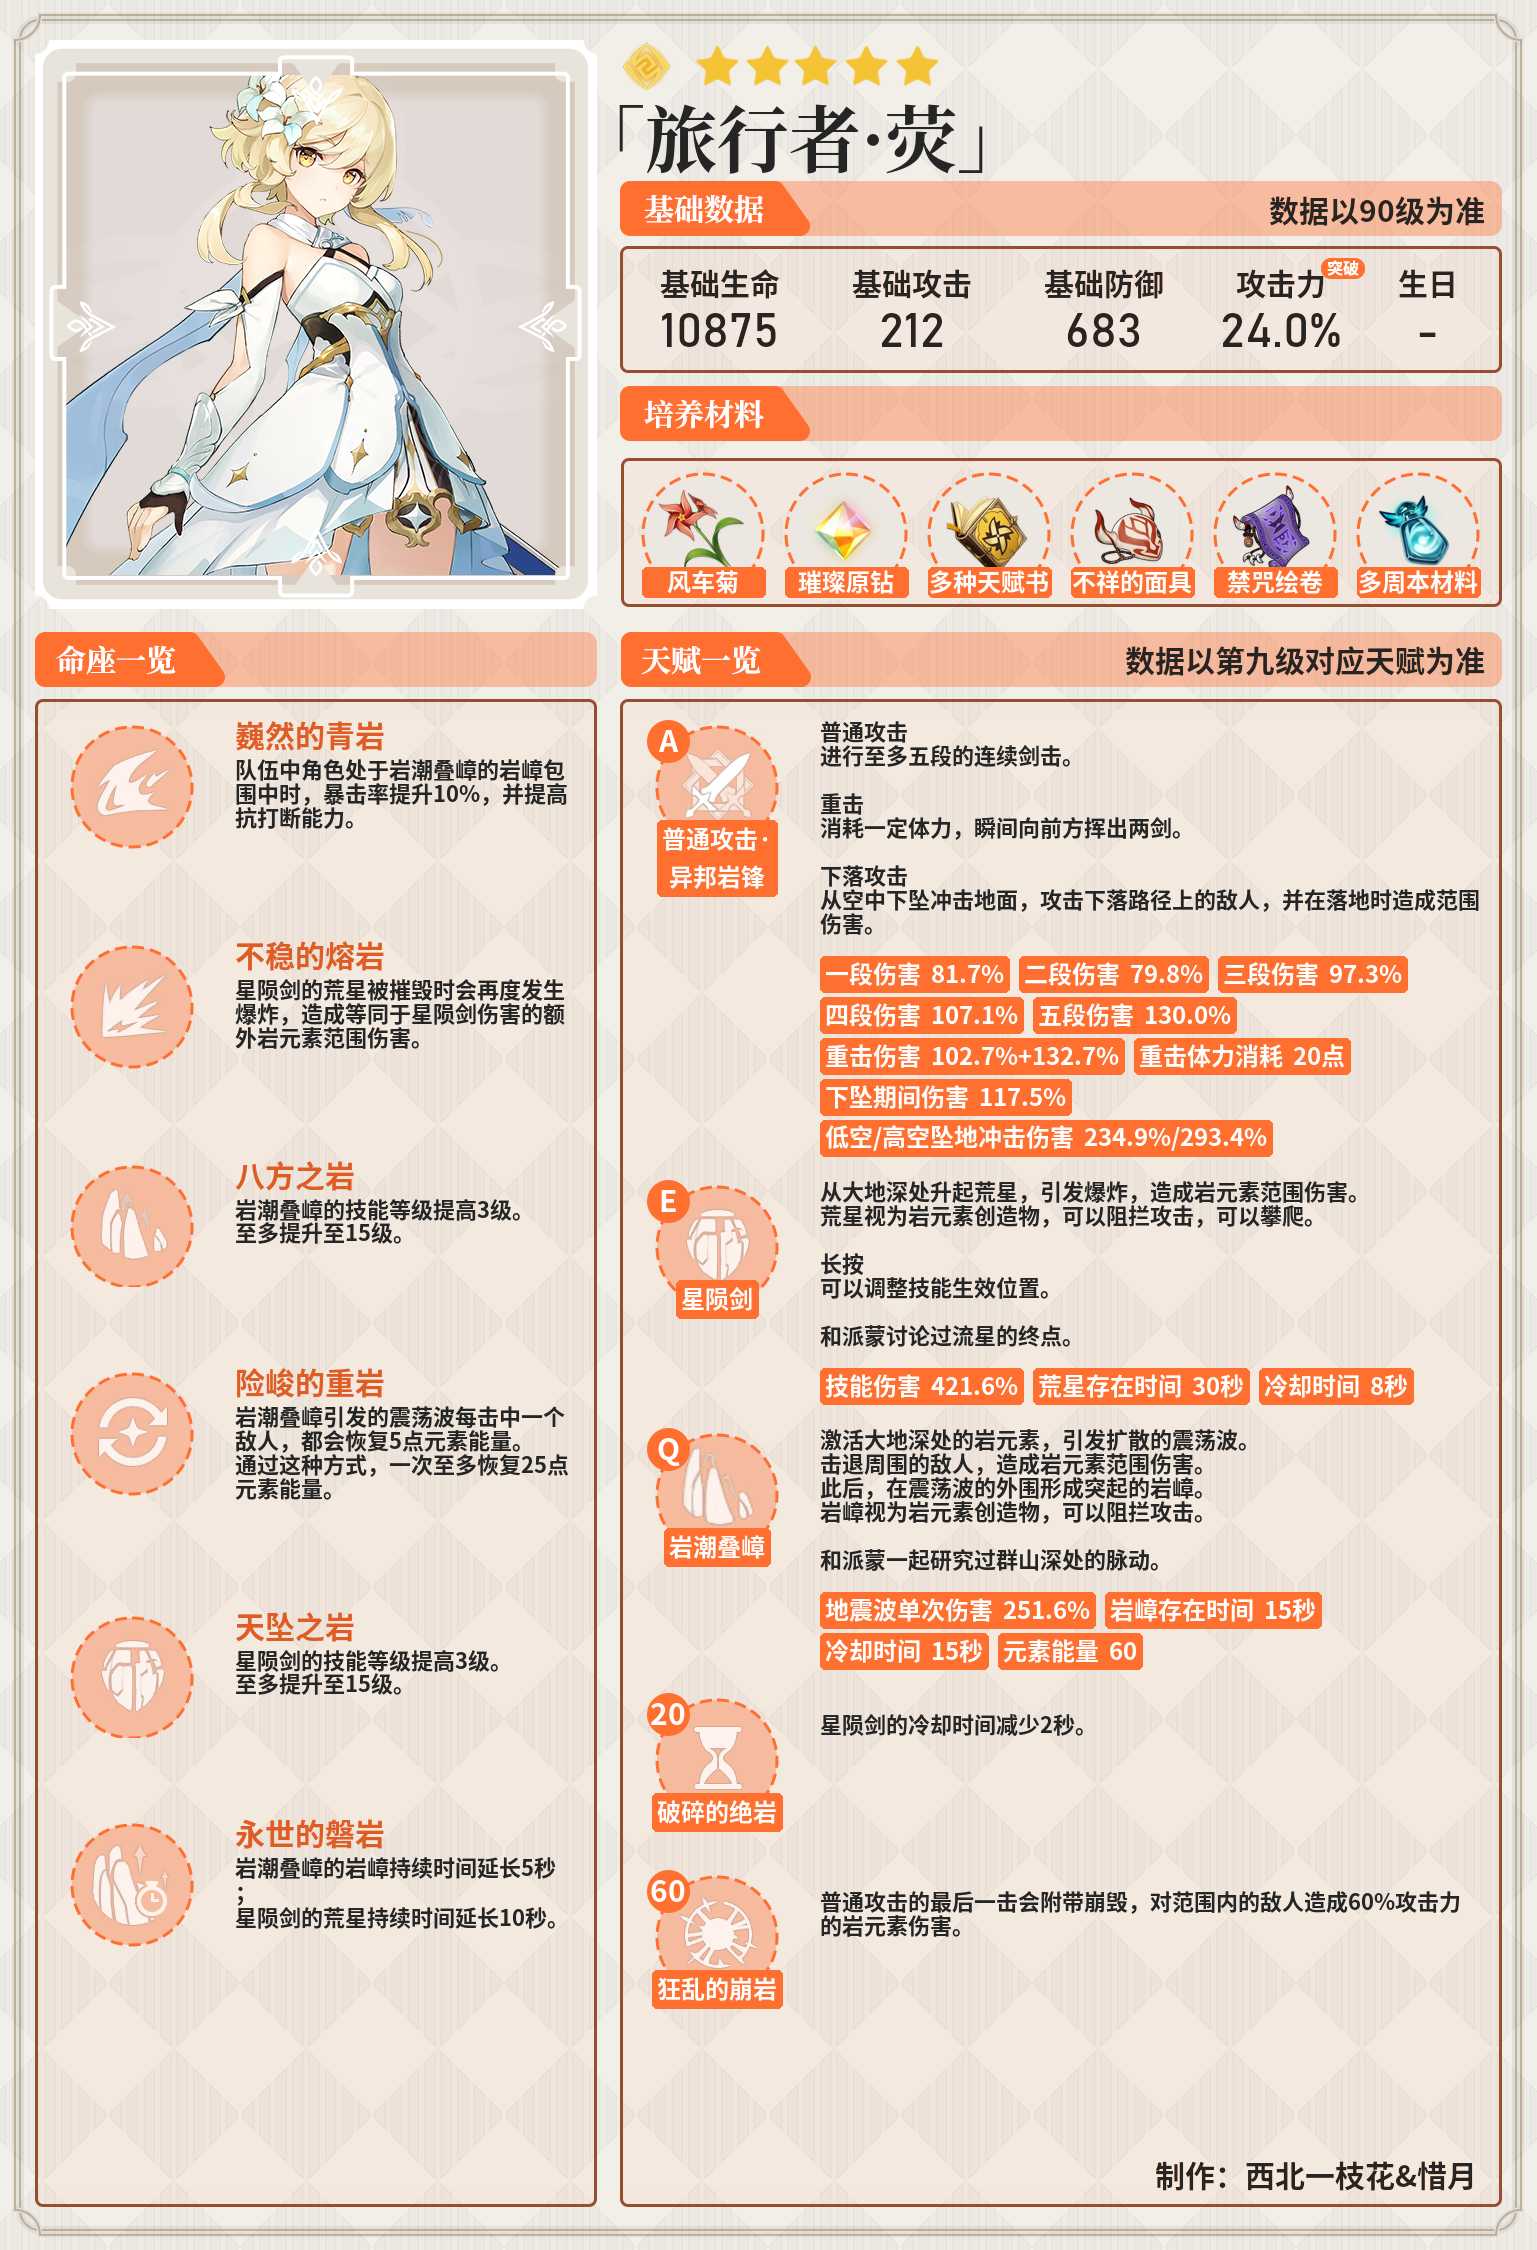 「旅行者·荧」
基础数据
数据以90级为准
基础生命
基础攻击
基础防御
攻击力
突破
生日
10875
212
683
24.0%
-
培养材料
风车菊
璀璨原钻
多种天赋书
不祥的面具
禁咒绘卷
多周本材料
命座一览
巍然的青岩
队伍中角色处于岩潮叠嶂的岩嶂包
围中时，暴击率提升10%，并提高
抗打断能力。
不稳的熔岩
星陨剑的荒星被摧毁时会再度发生
爆炸，造成等同于星陨剑伤害的额
外岩元素范围伤害。
八方之岩
岩潮叠嶂的技能等级提高3级。
至多提升至15级。
险峻的重岩
岩潮叠嶂引发的震荡波每击中一个
敌人，都会恢复5点元素能量。
通过这种方式，一次至多恢复25点
元素能量。
天坠之岩
星陨剑的技能等级提高3级。
至多提升至15级。
永世的磐岩
岩潮叠嶂的岩嶂持续时间延长5秒
；
星陨剑的荒星持续时间延长10秒。
天赋一览
数据以第九级对应天赋为准
A
普通攻击·
异邦岩锋
普通攻击
进行至多五段的连续剑击。
重击
消耗一定体力，瞬间向前方挥出两剑。
下落攻击
从空中下坠冲击地面，攻击下落路径上的敌人，并在落地时造成范围
伤害。
一段伤害 81.7% 二段伤害 79.8% 三段伤害 97.3%
四段伤害 107.1% 五段伤害 130.0%
重击伤害 102.7%+132.7% 重击体力消耗 20点
下坠期间伤害 117.5%
低空/高空坠地冲击伤害 234.9%/293.4%
E
星陨剑
从大地深处升起荒星，引发爆炸，造成岩元素范围伤害。
荒星视为岩元素创造物，可以阻拦攻击，可以攀爬。
长按
可以调整技能生效位置。
和派蒙讨论过流星的终点。
技能伤害 421.6% 荒星存在时间 30秒 冷却时间 8秒
Q
岩潮叠嶂
激活大地深处的岩元素，引发扩散的震荡波。
击退周围的敌人，造成岩元素范围伤害。
此后，在震荡波的外围形成突起的岩嶂。
岩嶂视为岩元素创造物，可以阻拦攻击。
和派蒙一起研究过群山深处的脉动。
地震波单次伤害 251.6% 岩嶂存在时间 15秒
冷却时间 15秒 元素能量 60
20
破碎的绝岩
星陨剑的冷却时间减少2秒。
60
狂乱的崩岩
普通攻击的最后一击会附带崩毁，对范围内的敌人造成60%攻击力
的岩元素伤害。
制作：西北一枝花&惜月